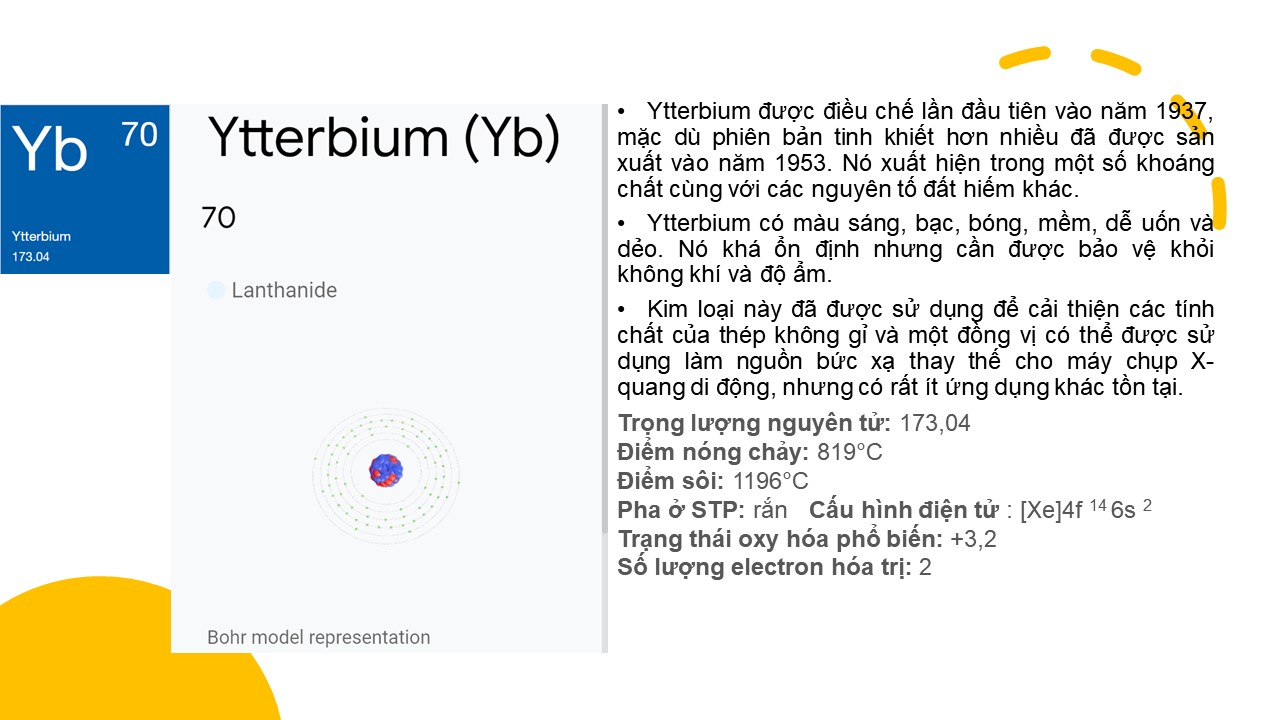 Yb 70
Ytterbium
173.04
Ytterbium (Yb)
70
Lanthanide
Bohr model representation
• Ytterbium được điều chế lần đầu tiên vào năm 1937,
mặc dù phiên bản tinh khiết hơn nhiều đã được sản
xuất vào năm 1953. Nó xuất hiện trong một số khoáng
chất cùng với các nguyên tố đất hiếm khác.
• Ytterbium có màu sáng, bạc, bóng, mềm, dễ uốn và
dẻo. Nó khá ổn định nhưng cần được bảo vệ khỏi
không khí và độ ẩm.
• Kim loại này đã được sử dụng để cải thiện các tính
chất của thép không gỉ và một đồng vị có thể được sử
dụng làm nguồn bức xạ thay thế cho máy chụp X-
quang di động, nhưng có rất ít ứng dụng khác tồn tại.
Trọng lượng nguyên tử: 173,04
Điểm nóng chảy: 819°C
Điểm sôi: 1196°C
Pha ở STP: rắn Cấu hình điện tử : [Xe]4f ¹⁴ 6s ²
Trạng thái oxy hóa phổ biến: +3,2
Số lượng electron hóa trị: 2